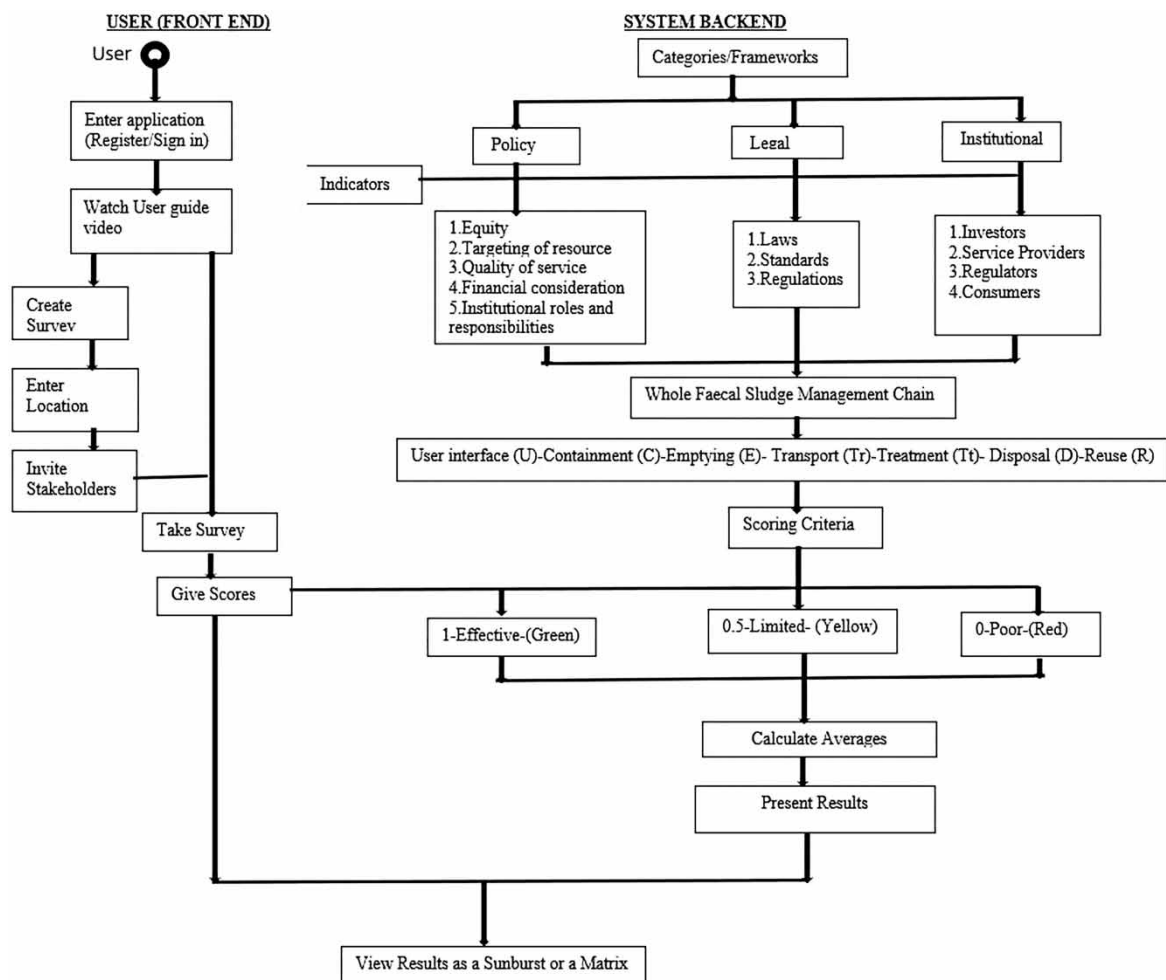 USER (FRONT END)
User
Enter application
(Register/Sign in)
Watch User guide
video
Create
Survev
Enter
Location
Invite
Stakeholders
Take Survey
Give Scores
SYSTEM BACKEND
Categories/Frameworks
Policy
Legal
Institutional
Indicators
1.Equity
2.Targeting of resource
3.Quality of service
4.Financial consideration
5.Institutional roles and
responsibilities
1.Laws
2.Standards
3.Regulations
1.Investors
2.Service Providers
3.Regulators
4.Consumers
Whole Faecal Sludge Management Chain
User interface (U)-Containment (C)-Emptying (E)- Transport (Tr)-Treatment (Tt)- Disposal (D)-Reuse (R)
Scoring Criteria
1-Effective-(Green)
0.5-Limited- (Yellow)
0-Poor-(Red)
Calculate Averages
Present Results
View Results as a Sunburst or a Matrix